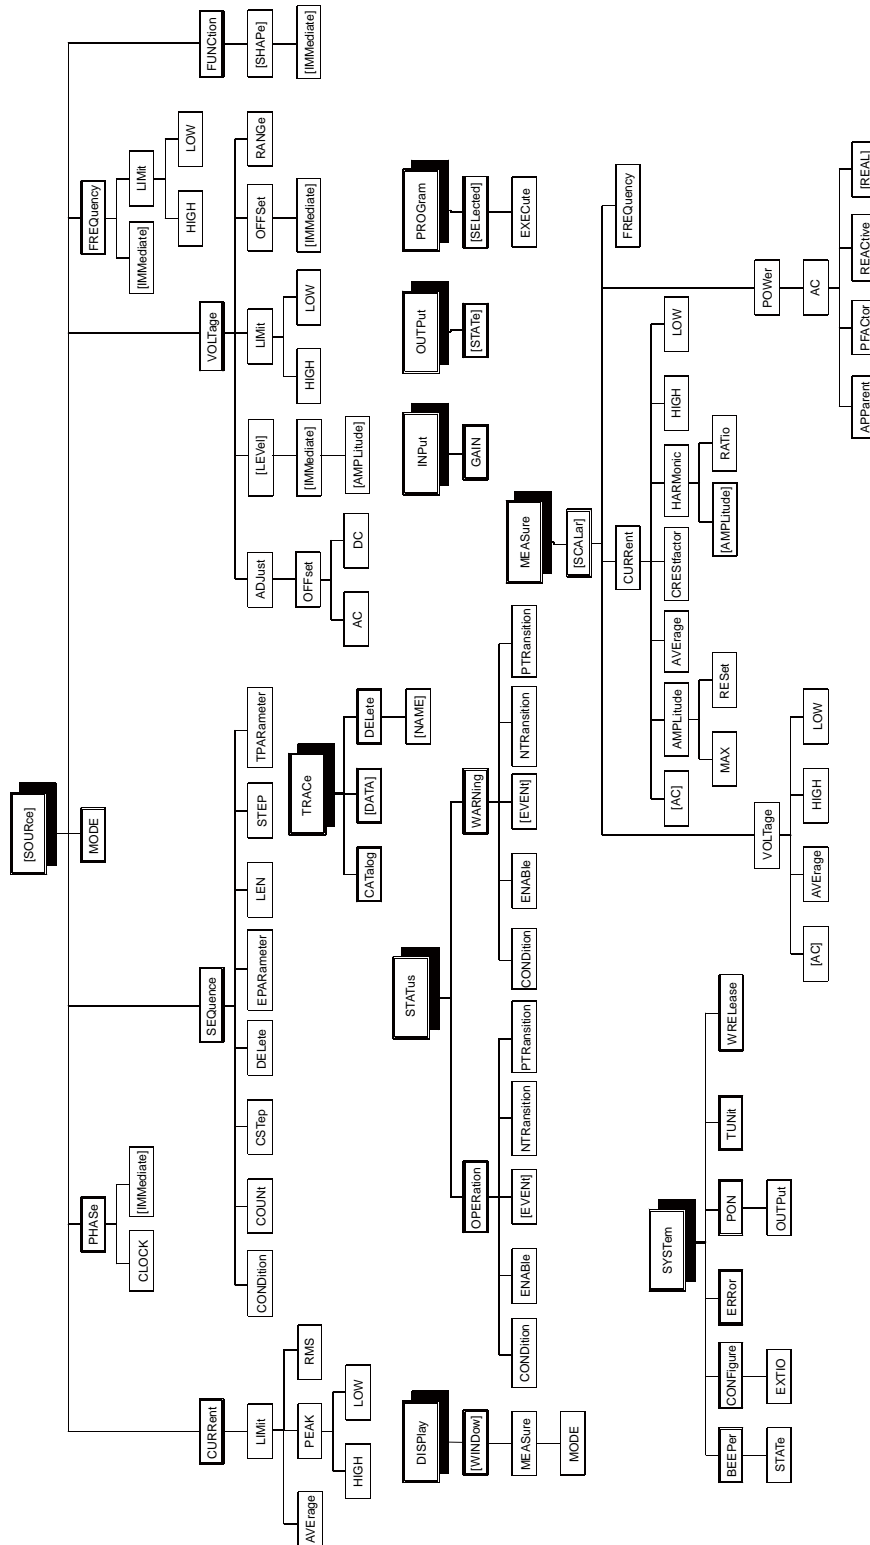 [SOURce]
MODE
CURRent
LIMit
AVErage
PEAK
HIGH
LOW
RMS
PHASe
CLOCK
[IMMediate]
SEQuence
CONDition
COUNt
CSTep
DELete
EPARameter
LEN
STEP
TPARameter
VOLTage
ADJust
OFFset
AC
DC
[LEVel]
[IMMediate]
[AMPLitude]
LIMit
HIGH
LOW
OFFSet
[IMMediate]
RANGe
FREQuency
[IMMediate]
LIMit
HIGH
LOW
FUNCtion
[SHAPe]
[IMMediate]
DISPlay
[WINDow]
MEASure
MODE
TRACe
CATalog
[DATA]
DELete
[NAME]
STATus
OPERation
CONDition
ENABle
[EVENt]
NTRansition
PTRansition
WARNing
CONDition
ENABle
[EVENt]
NTRansition
PTRansition
INPut
GAIN
OUTPut
[STATe]
PROGram
[SELected]
EXECute
SYSTem
BEEPer
STATe
CONFigure
EXTIO
ERRor
PON
OUTPut
TUNit
WRELease
MEASure
[SCALar]
VOLTage
[AC]
AVErage
HIGH
LOW
CURRent
[AC]
AMPLitude
MAX
RESet
AVErage
CREStfactor
HARMonic
[AMPLitude]
RATio
HIGH
LOW
POWer
AC
APParent
PFACtor
REACtive
[REAL]
FREQuency